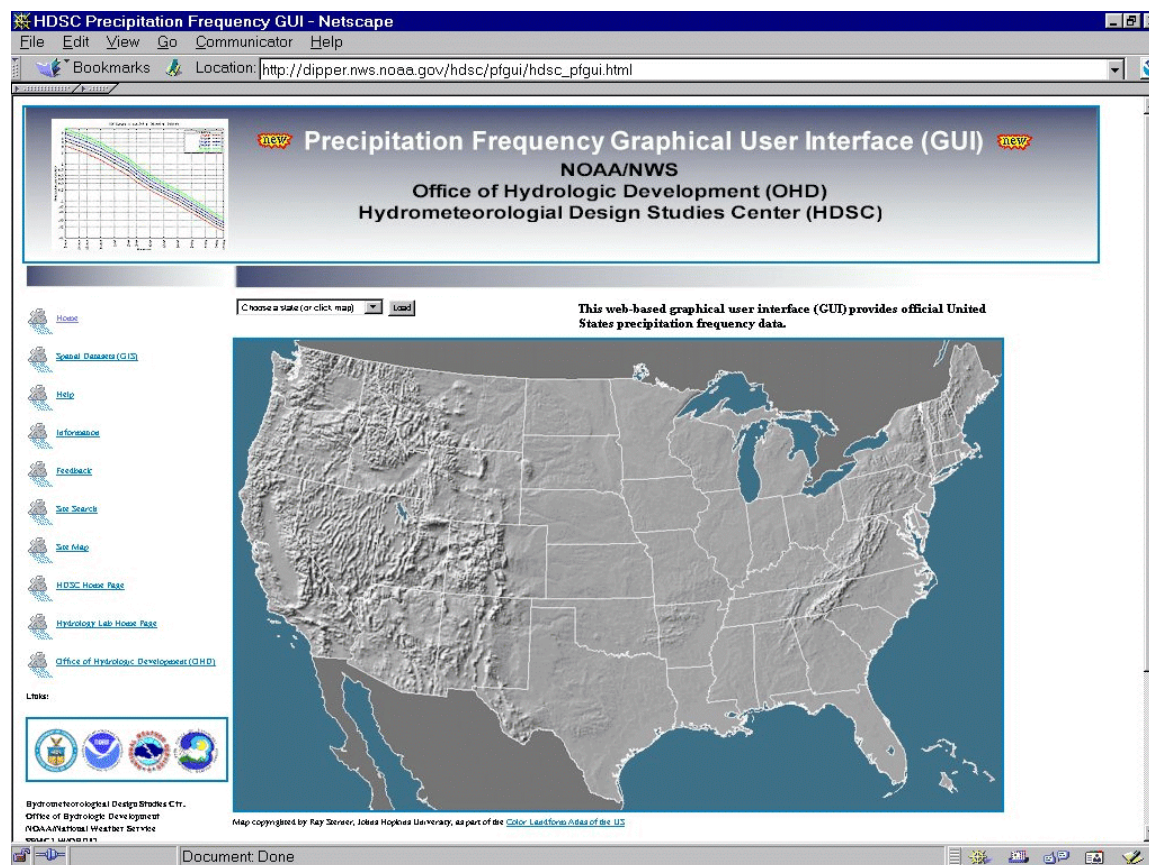 HDSC Precipitation Frequency GUI - Netscape
File Edit View Go Communicator Help
Bookmarks Location: http://dipper.nws.noaa.gov/hdsc/pfgui/hdsc_pfgui.html
new Precipitation Frequency Graphical User Interface (GUI) new
NOAA/NWS
Office of Hydrologic Development (OHD)
Hydrometeorologial Design Studies Center (HDSC)
Choose a state (or click map) Load
This web-based graphical user interface (GUI) provides official United
States precipitation frequency data.
Home
Spatial Datasets (GIS)
Help
Information
Feedback
Site Search
Site Map
HDSC Home Page
Hydrology Lab Home Page
Office of Hydrologic Development (OHD)
Links:
Hydrometeorological Design Studies Ctr.
Office of Hydrologic Development
NOAA/National Weather Service
Map copyrighted by Ray Sterner, Johns Hopkins University, as part of the Color Landform Atlas of the US
Document: Done